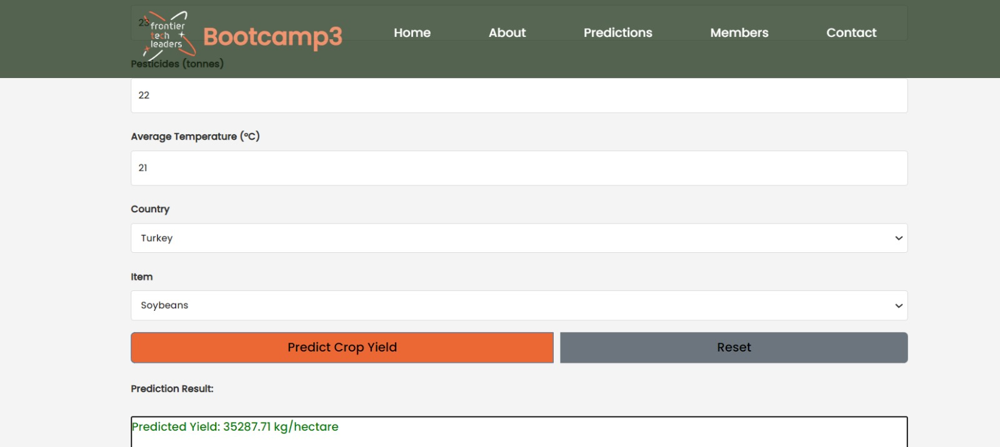 23
frontier
tech
leaders
Bootcamp3
Home
About
Predictions
Members
Contact
Pesticides (tonnes)
22
Average Temperature (°C)
21
Country
Turkey
Item
Soybeans
Predict Crop Yield
Reset
Prediction Result:
Predicted Yield: 35287.71 kg/hectare